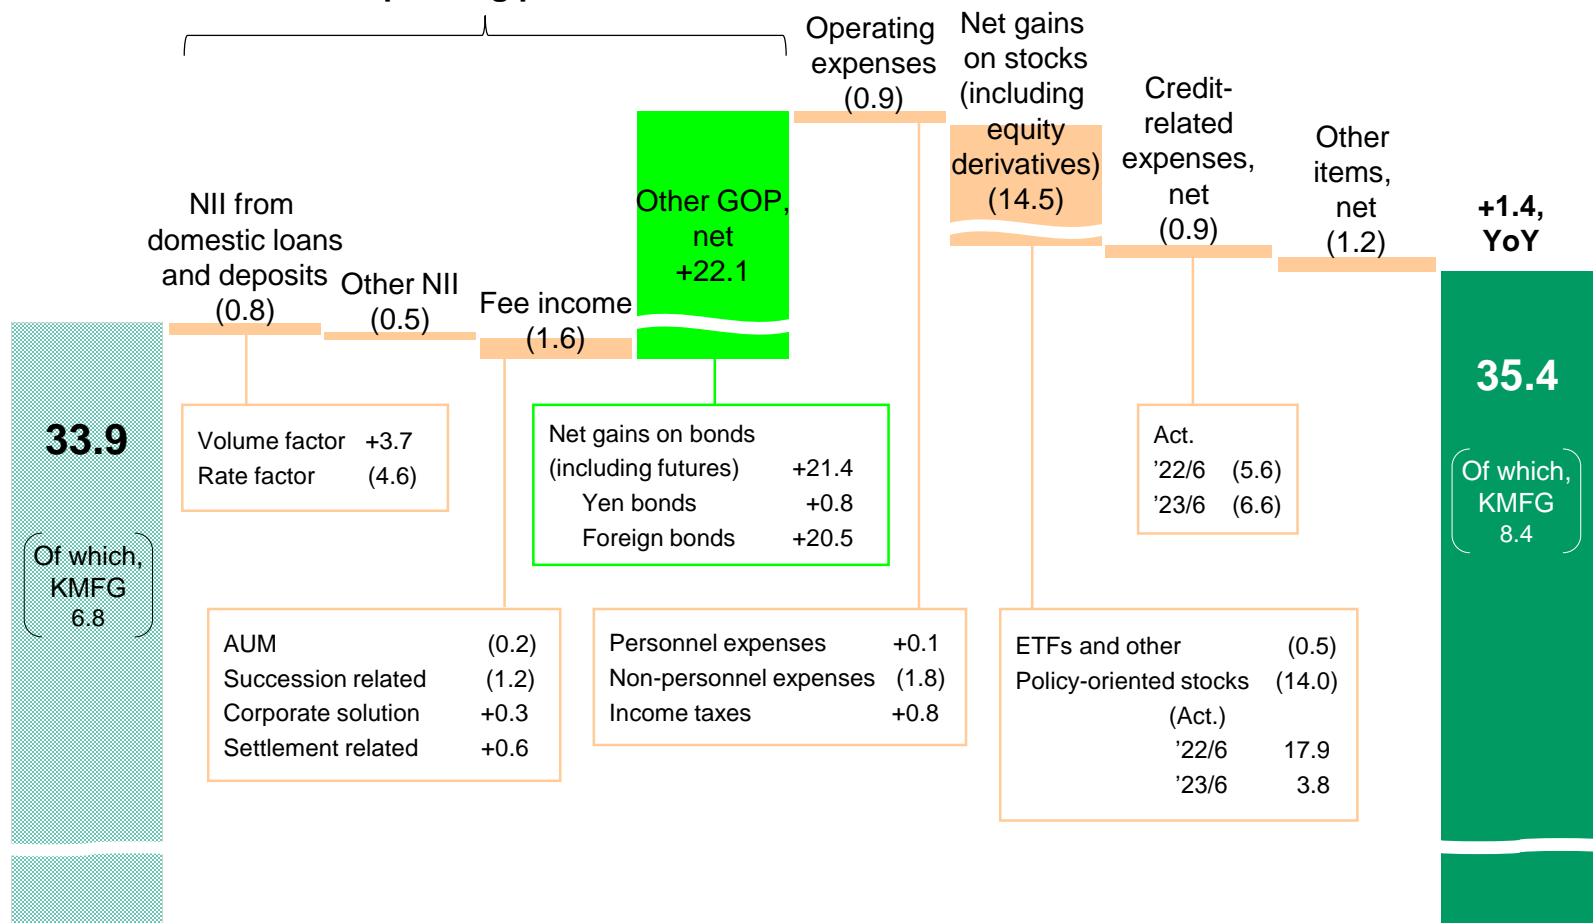 Operating
expenses
(0.9)
Net gains
on stocks
(including
equity
derivatives)
(14.5)
Credit-
related
expenses,
net
(0.9)
Other
items,
net
(1.2)
+1.4,
YoY
NII from
domestic loans
and deposits
(0.8)
Other NII
(0.5)
Fee income
(1.6)
Other GOP,
net
+22.1
33.9
Of which,
KMFG
6.8
35.4
Of which,
KMFG
8.4
Volume factor +3.7
Rate factor (4.6)
Net gains on bonds
(including futures) +21.4
Yen bonds +0.8
Foreign bonds +20.5
Act.
’22/6 (5.6)
’23/6 (6.6)
AUM (0.2)
Succession related (1.2)
Corporate solution +0.3
Settlement related +0.6
Personnel expenses +0.1
Non-personnel expenses (1.8)
Income taxes +0.8
ETFs and other (0.5)
Policy-oriented stocks (14.0)
(Act.)
’22/6 17.9
’23/6 3.8